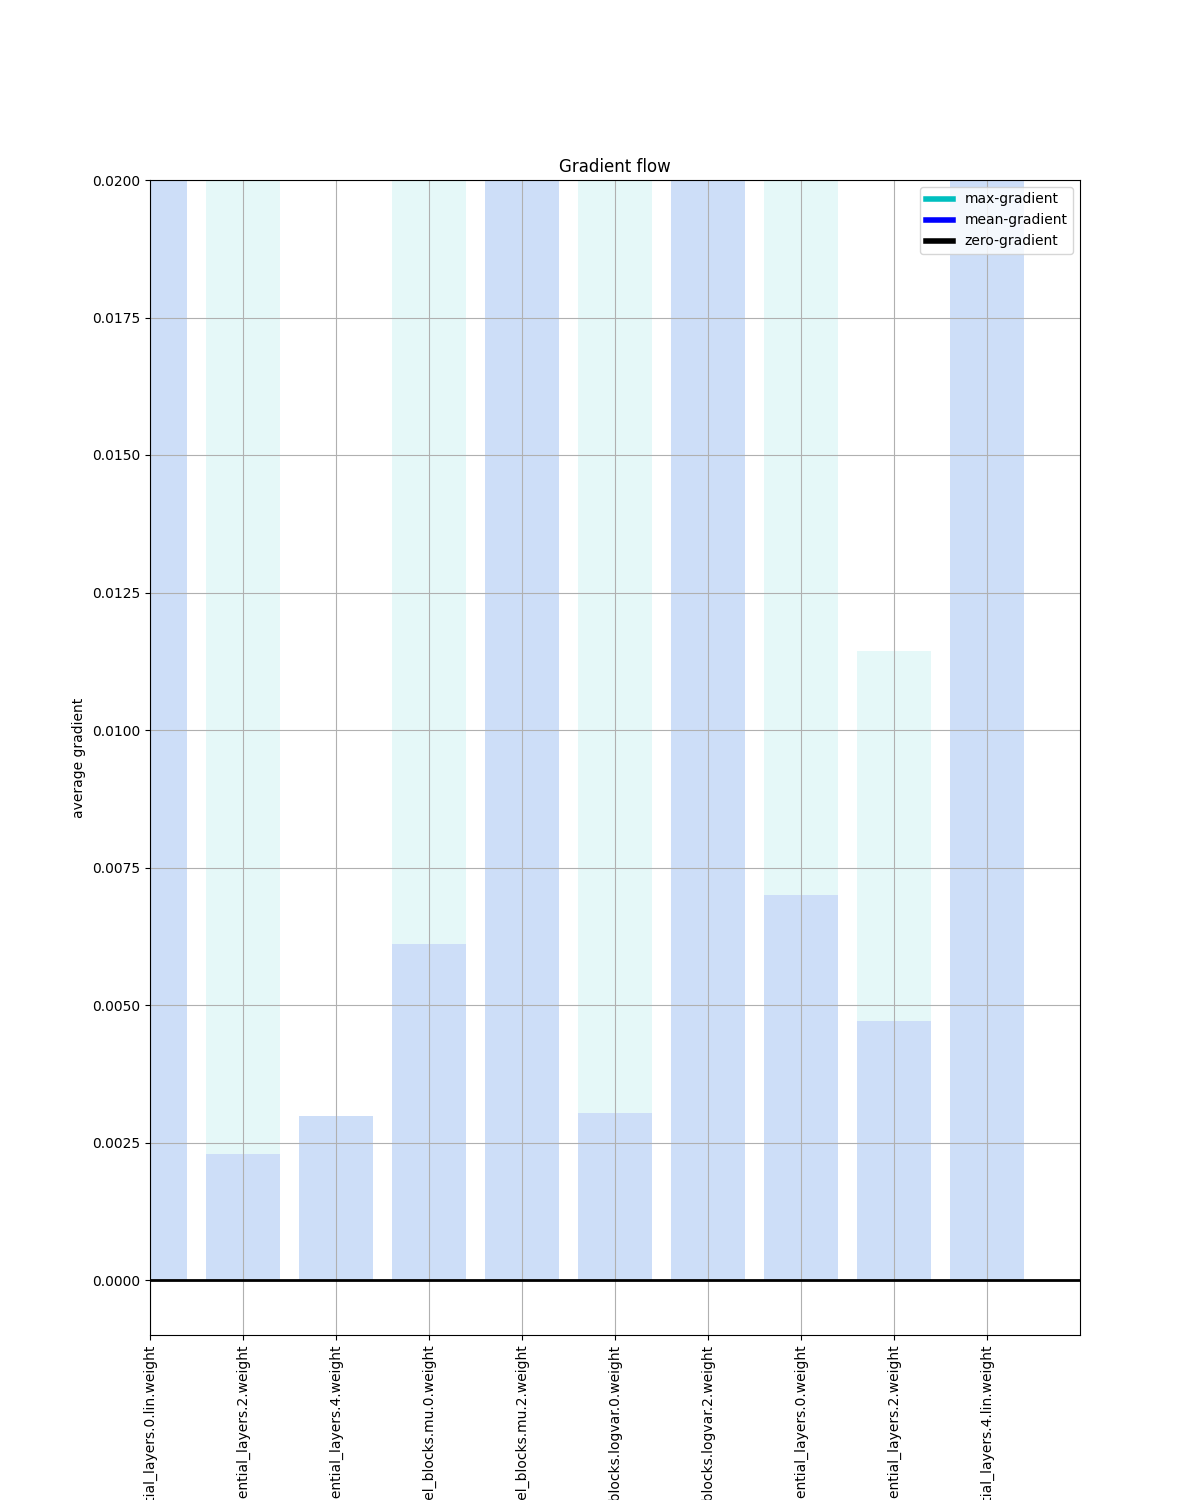 Gradient flow
max-gradient
mean-gradient
zero-gradient
average gradient
0.0200
0.0175
0.0150
0.0125
0.0100
0.0075
0.0050
0.0025
0.0000
tial_layers.0.lin.weight
ential_layers.2.weight
ential_layers.4.weight
el_blocks.mu.0.weight
el_blocks.mu.2.weight
blocks.logvar.0.weight
blocks.logvar.2.weight
ential_layers.0.weight
ential_layers.2.weight
tial_layers.4.lin.weight